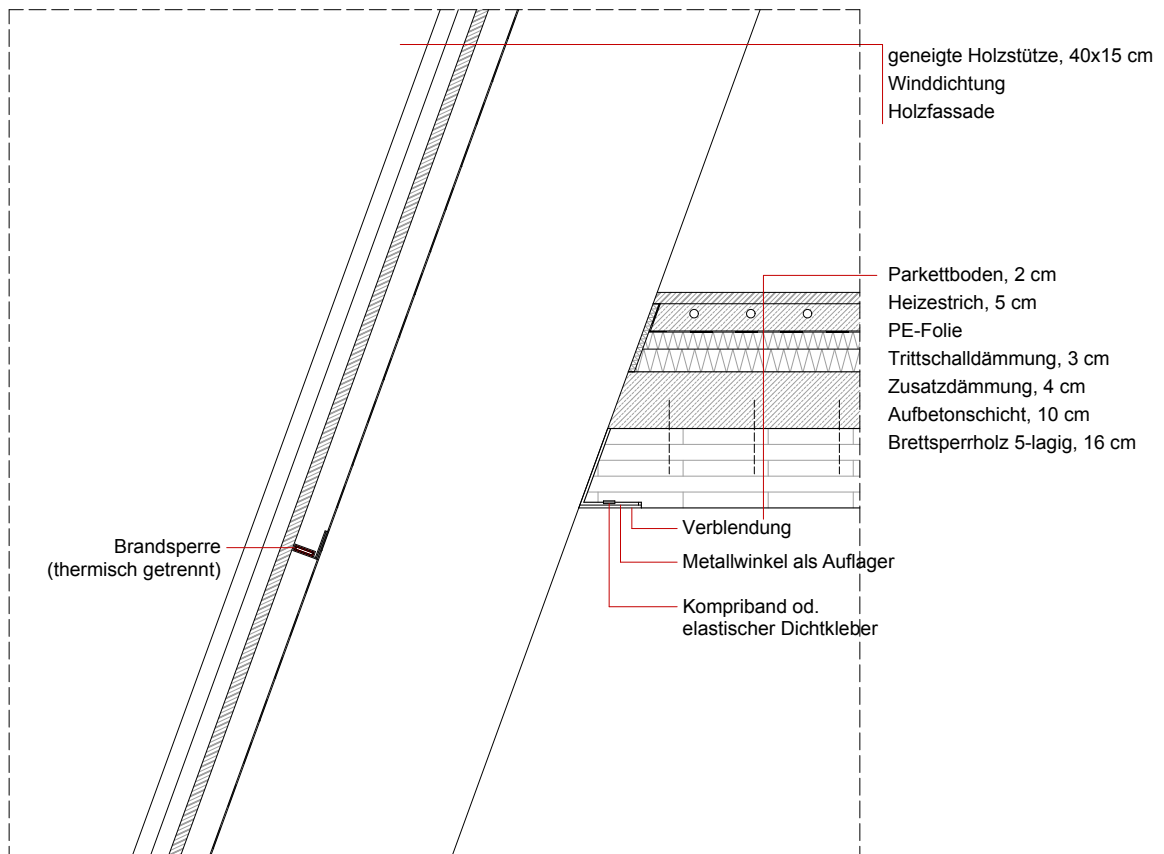 geneigte Holzstütze, 40x15 cm
Winddichtung
Holzfassade
Parkettboden, 2 cm
Heizestrich, 5 cm
PE-Folie
Trittschalldämmung, 3 cm
Zusatzdämmung, 4 cm
Aufbetonschicht, 10 cm
Brettsperrholz 5-lagig, 16 cm
Verblendung
Metallwinkel als Auflager
Kompriband od.
elastischer Dichtkleber
Brandsperre
(thermisch getrennt)